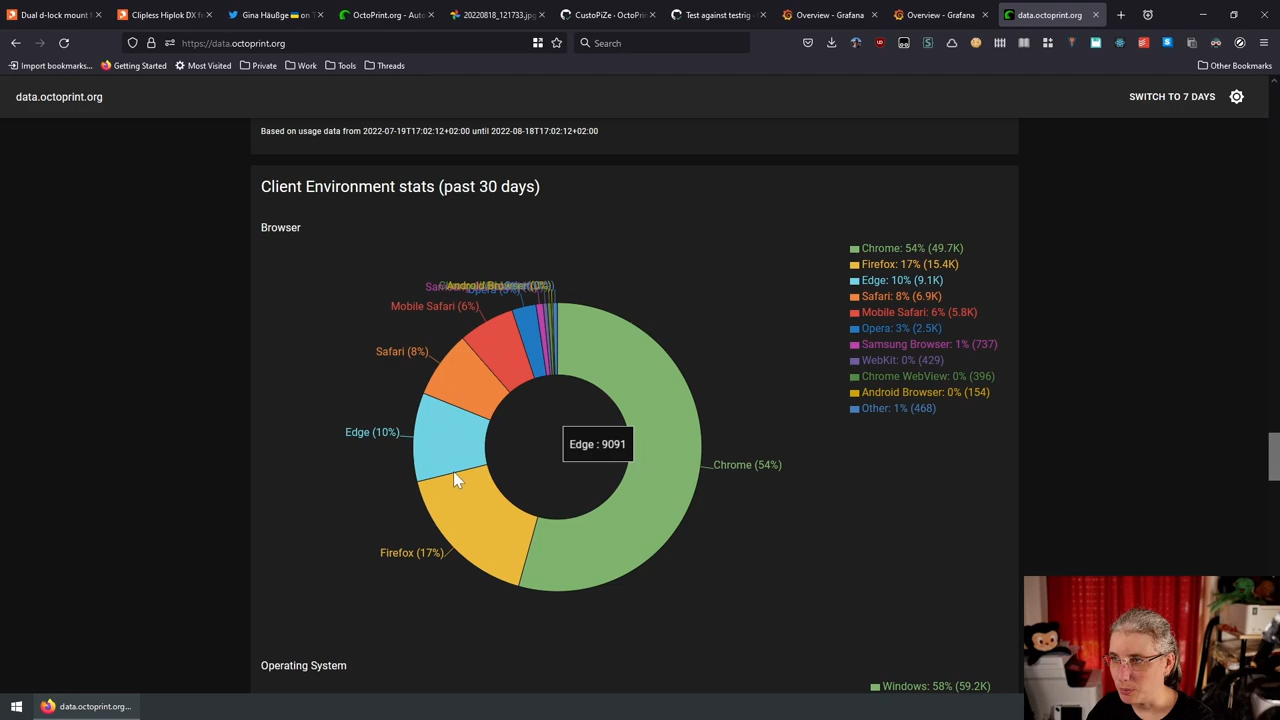 Dual d-lock mount
Clipless Hiplok DX f
Gina Häußge
on T
OctoPrint.org - Auto
20220818_121733.jpg
CustoPiZe · OctoPrin
Test against testrig ·
Overview - Grafana
Overview - Grafana
data.octoprint.org
https://data.octoprint.org
Search
Import bookmarks...
Getting Started
Most Visited
Private
Work
Tools
Threads
Other Bookmarks
data.octoprint.org
SWITCH TO 7 DAYS
Based on usage data from 2022-07-19T17:02:12+02:00 until 2022-08-18T17:02:12+02:00
Client Environment stats (past 30 days)
Browser
Chrome: 54% (49.7K)
Firefox: 17% (15.4K)
Edge: 10% (9.1K)
Safari: 8% (6.9K)
Mobile Safari: 6% (5.8K)
Opera: 3% (2.5K)
Samsung Browser: 1% (737)
WebKit: 0% (429)
Chrome WebView: 0% (396)
Android Browser: 0% (154)
Other: 1% (468)
Android Browser (0%)
Opera (3%)
Mobile Safari (6%)
Safari (8%)
Edge (10%)
Edge : 9091
Chrome (54%)
Firefox (17%)
Operating System
Windows: 58% (59.2K)
data.octoprint.org...